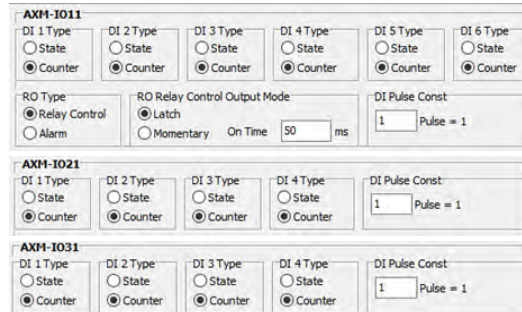 AXM-IO11
DI 1 Type DI 2 Type DI 3 Type DI 4 Type DI 5 Type DI 6 Type
State State State State State State
Counter Counter Counter Counter Counter Counter
RO Type RO Relay Control Output Mode DI Pulse Const
Relay Control Latch 1 Pulse = 1
Alarm Momentary On Time 50 ms
AXM-IO21
DI 1 Type DI 2 Type DI 3 Type DI 4 Type DI Pulse Const
State State State State 1 Pulse = 1
Counter Counter Counter Counter
AXM-IO31
DI 1 Type DI 2 Type DI 3 Type DI 4 Type DI Pulse Const
State State State State 1 Pulse = 1
Counter Counter Counter Counter